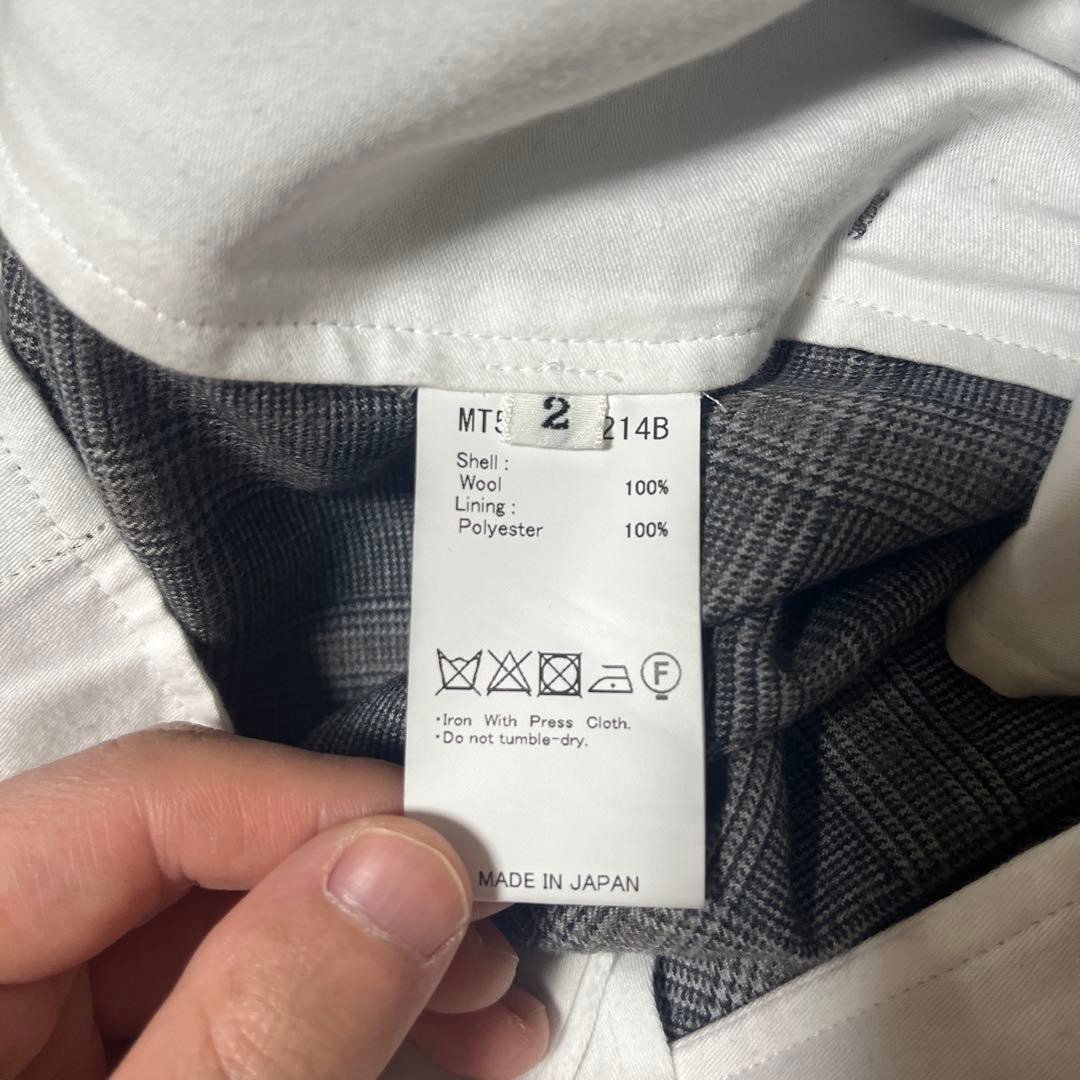 MT5 214B
2
Shell :
Wool 100%
Lining :
Polyester 100%
F
·Iron With Press Cloth.
·Do not tumble-dry.
MADE IN JAPAN